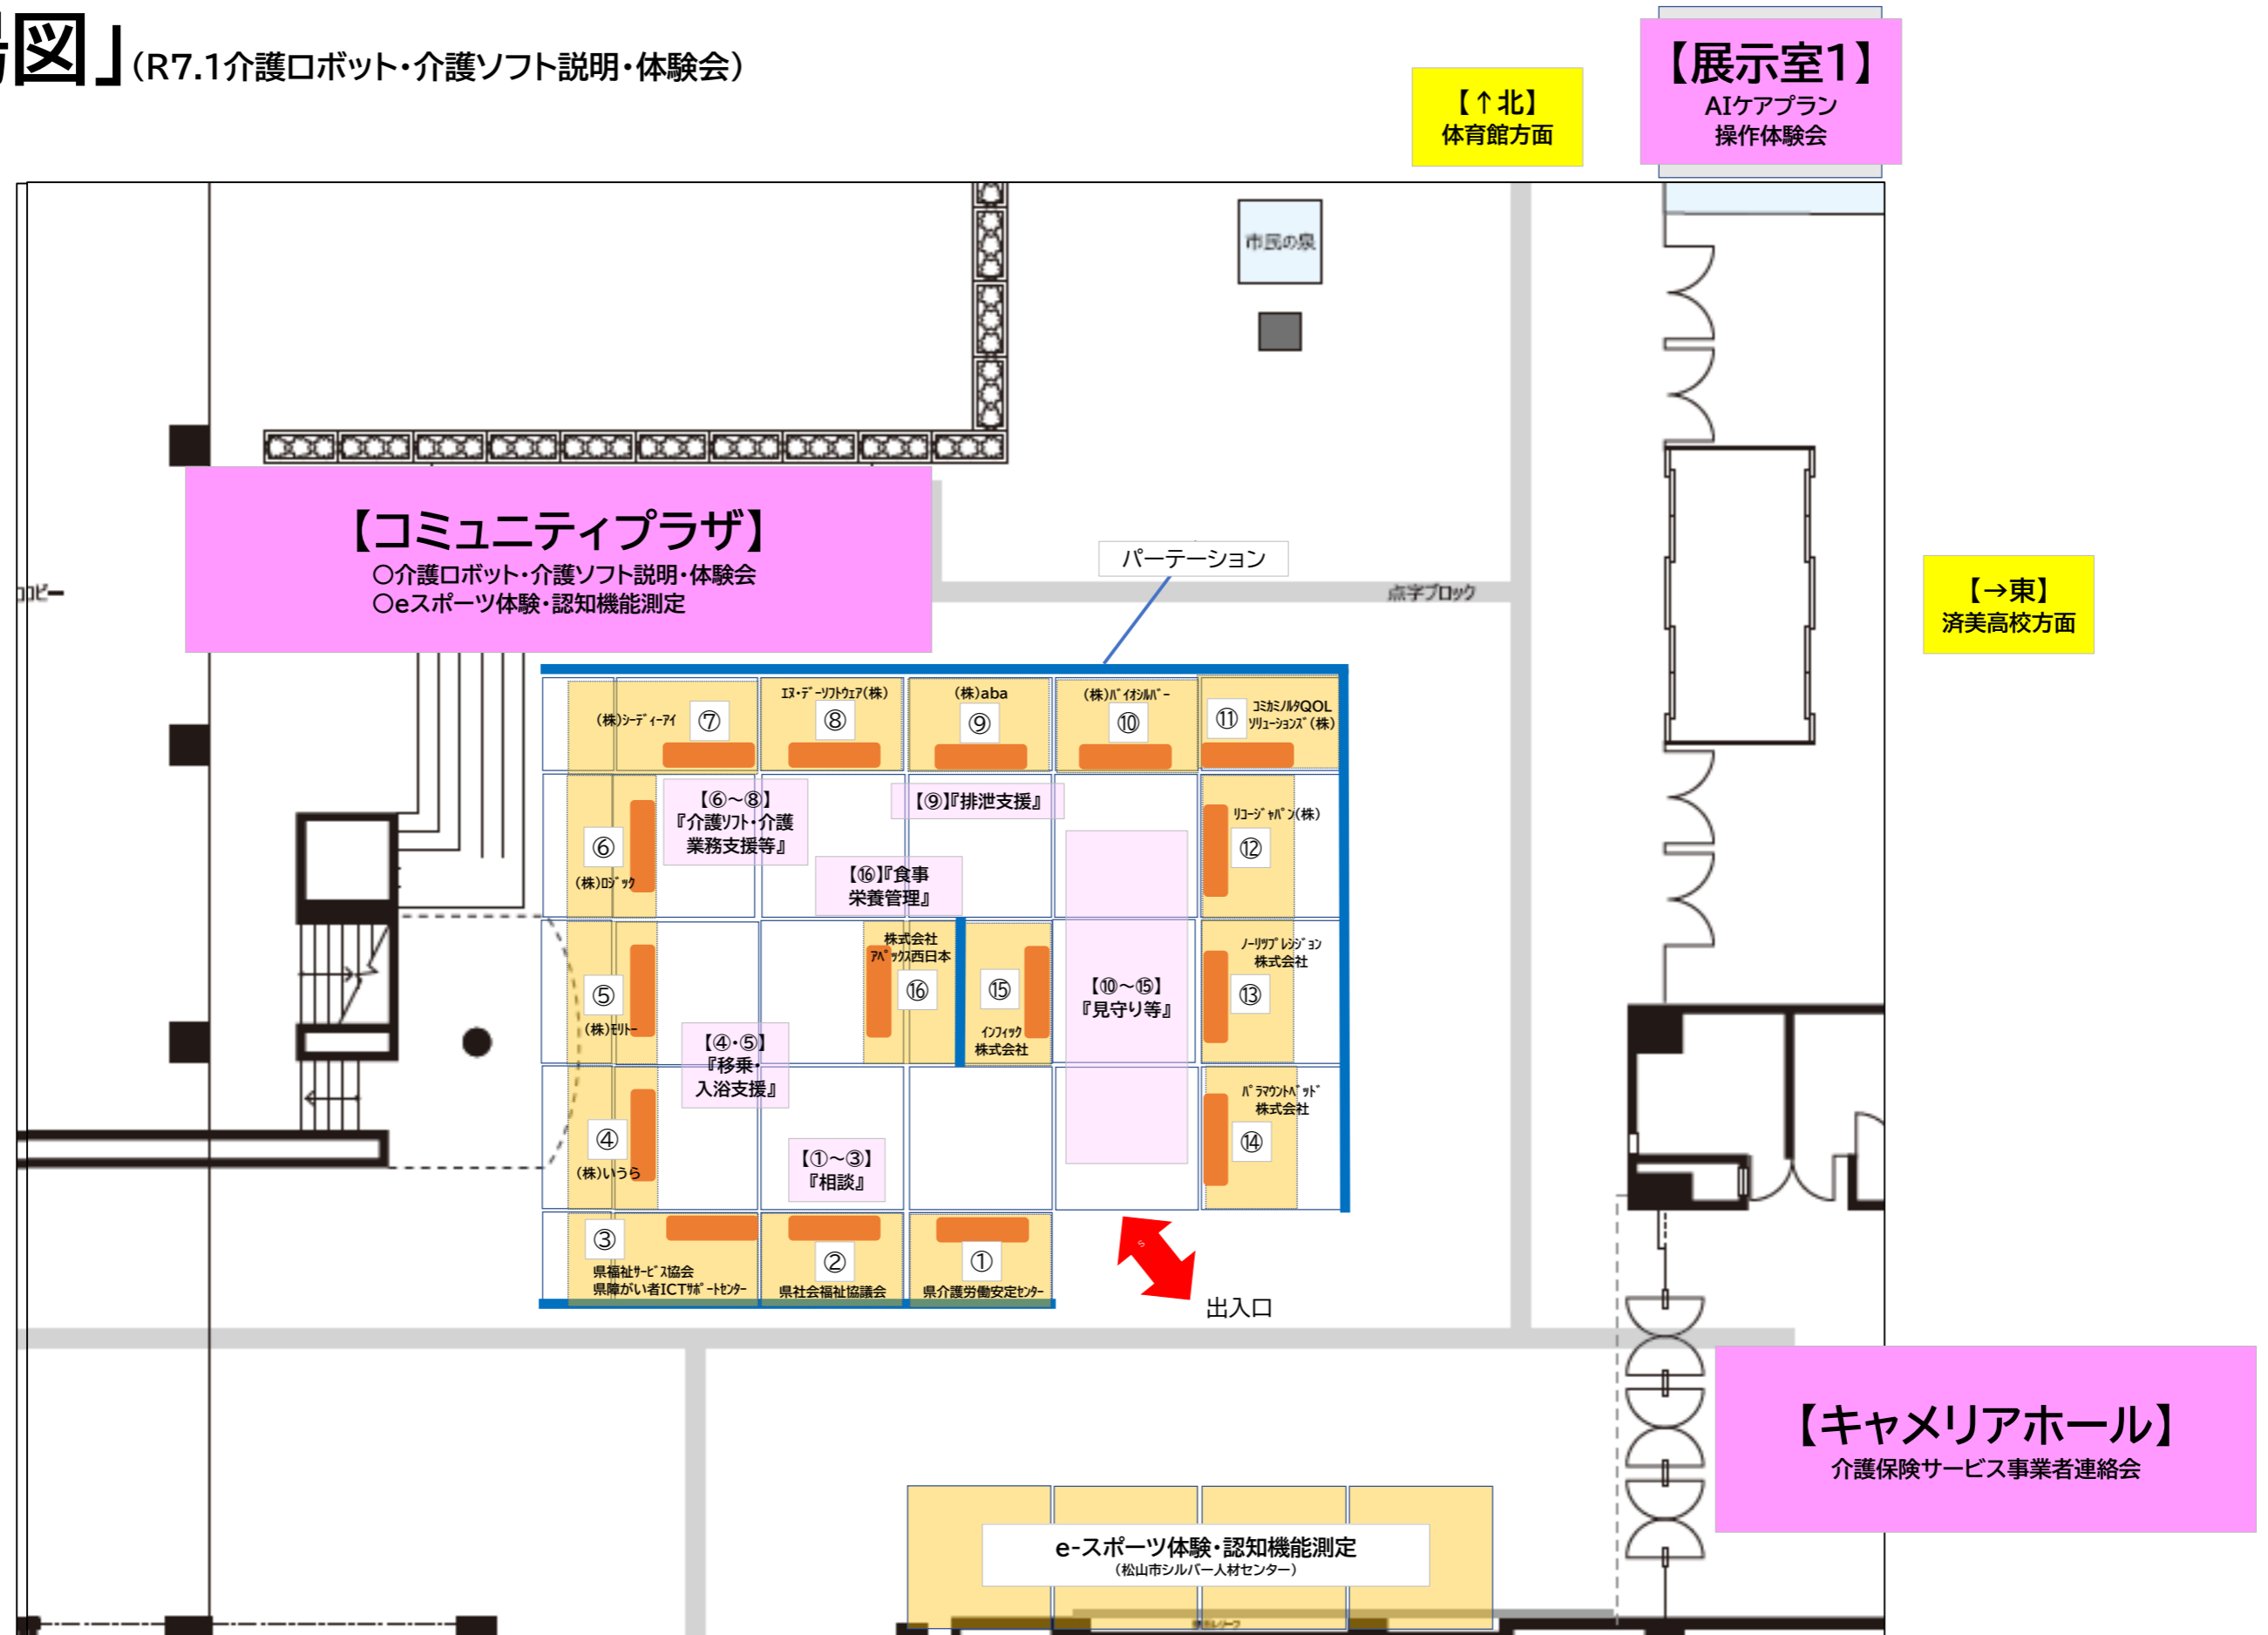 図」(R7.1介護ロボット・介護ソフト説明・体験会)
【展示室1】
AIケアプラン
操作体験会
【↑北】
体育館方面
市民の泉
【コミュニティプラザ】
○介護ロボット・介護ソフト説明・体験会
○eスポーツ体験・認知機能測定
パーテーション
点字ブロック
【→東】
済美高校方面
(株)ｼｰﾃﾞｨｰｱｲ
⑦
ｴﾇ・ﾃﾞｰｿﾌﾄｳｪｱ(株)
⑧
(株)aba
⑨
(株)ﾊﾞｲｵｼﾙﾊﾞｰ
⑩
⑪
ｺﾐｶﾐﾉﾙﾀQOL
ｿﾘｭｰｼｮﾝｽﾞ(株)
【⑥～⑧】
『介護ｿﾌﾄ・介護
業務支援等』
【⑨】『排泄支援』
⑥
(株)ﾛｼﾞｯｸ
【⑯】『食事
栄養管理』
ﾘｺｰｼﾞｬﾊﾟﾝ(株)
⑫
⑤
(株)ﾓﾘﾄｰ
株式会社
ｱﾍﾟｯｸｽ西日本
⑯
⑮
ｲﾝﾌｨｯｸ
株式会社
【⑩～⑮】
『見守り等』
ﾉｰﾘﾂﾌﾟﾚｼｼﾞｮﾝ
株式会社
⑬
【④・⑤】
『移乗・
入浴支援』
④
(株)いうら
【①～③】
『相談』
ﾊﾟﾗﾏｳﾝﾄﾍﾞｯﾄﾞ
株式会社
⑭
③
県福祉ｻｰﾋﾞｽ協会
県障がい者ICTｻﾎﾟｰﾄｾﾝﾀｰ
②
県社会福祉協議会
①
県介護労働安定ｾﾝﾀｰ
S
出入口
【キャメリアホール】
介護保険サービス事業者連絡会
e-スポーツ体験・認知機能測定
(松山市シルバー人材センター)